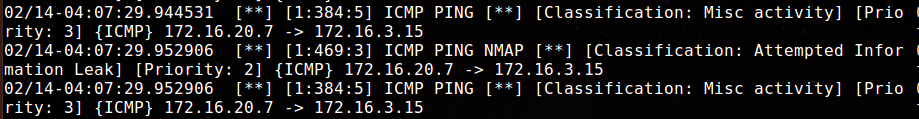 02/14-04:07:29.944531  [**] [1:384:5] ICMP PING [**] [Classification: Misc activity] [Prio
rity: 3] {ICMP} 172.16.20.7 -> 172.16.3.15
02/14-04:07:29.952906  [**] [1:469:3] ICMP PING NMAP [**] [Classification: Attempted Infor
mation Leak] [Priority: 2] {ICMP} 172.16.20.7 -> 172.16.3.15
02/14-04:07:29.952906  [**] [1:384:5] ICMP PING [**] [Classification: Misc activity] [Prio
rity: 3] {ICMP} 172.16.20.7 -> 172.16.3.15